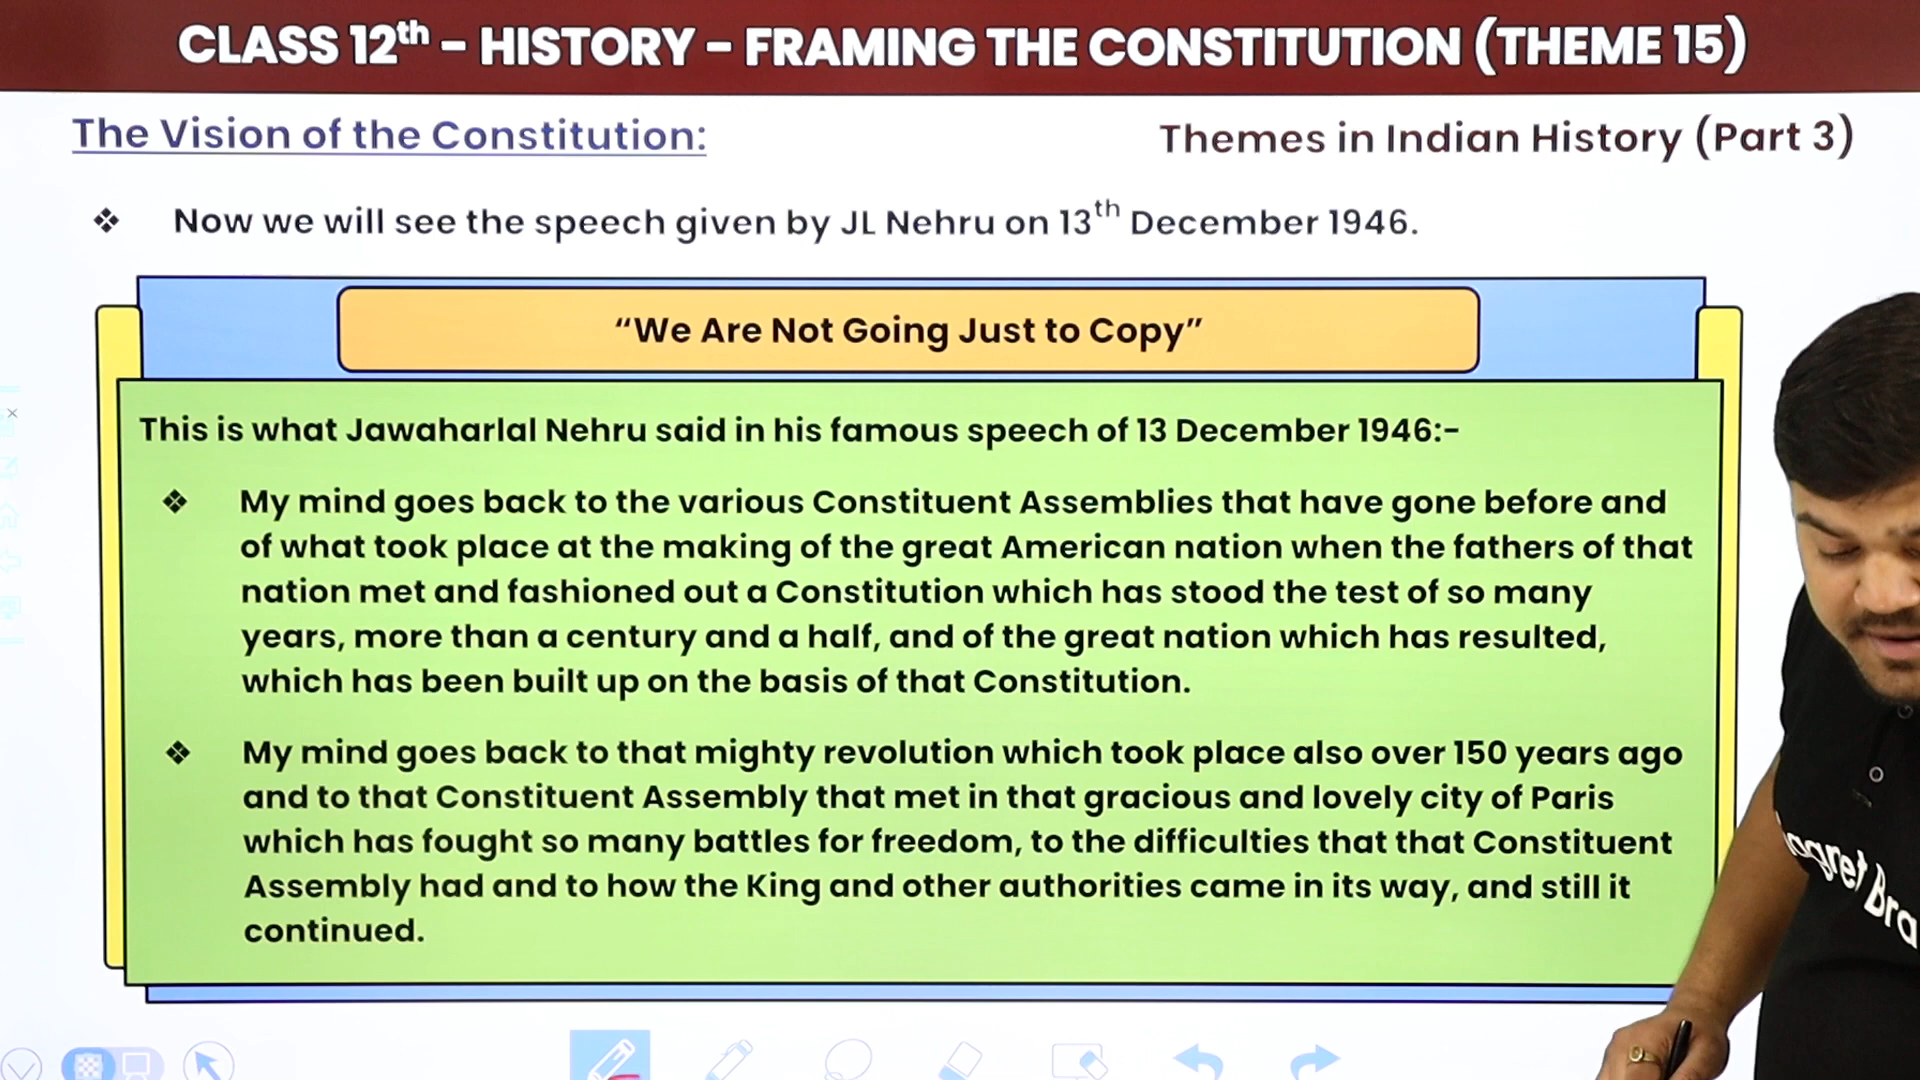 CLASS 12th – HISTORY – FRAMING THE CONSTITUTION (THEME 15)
The Vision of the Constitution:
Themes in Indian History (Part 3)
❖ Now we will see the speech given by JL Nehru on 13th December 1946.
“We Are Not Going Just to Copy”
This is what Jawaharlal Nehru said in his famous speech of 13 December 1946:-
❖ My mind goes back to the various Constituent Assemblies that have gone before and
of what took place at the making of the great American nation when the fathers of that
nation met and fashioned out a Constitution which has stood the test of so many
years, more than a century and a half, and of the great nation which has resulted,
which has been built up on the basis of that Constitution.
❖ My mind goes back to that mighty revolution which took place also over 150 years ago
and to that Constituent Assembly that met in that gracious and lovely city of Paris
which has fought so many battles for freedom, to the difficulties that that Constituent
Assembly had and to how the King and other authorities came in its way, and still it
continued.